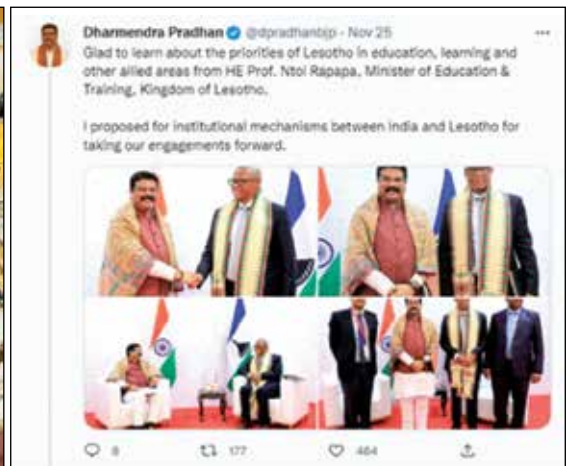 Dharmendra Pradhan @dpradhanbjp · Nov 25
Glad to learn about the priorities of Lesotho in education, learning and
other allied areas from HE Prof. Ntoi Rapapa, Minister of Education &
Training, Kingdom of Lesotho.
I proposed for institutional mechanisms between India and Lesotho for
taking our engagements forward.
8 177 464